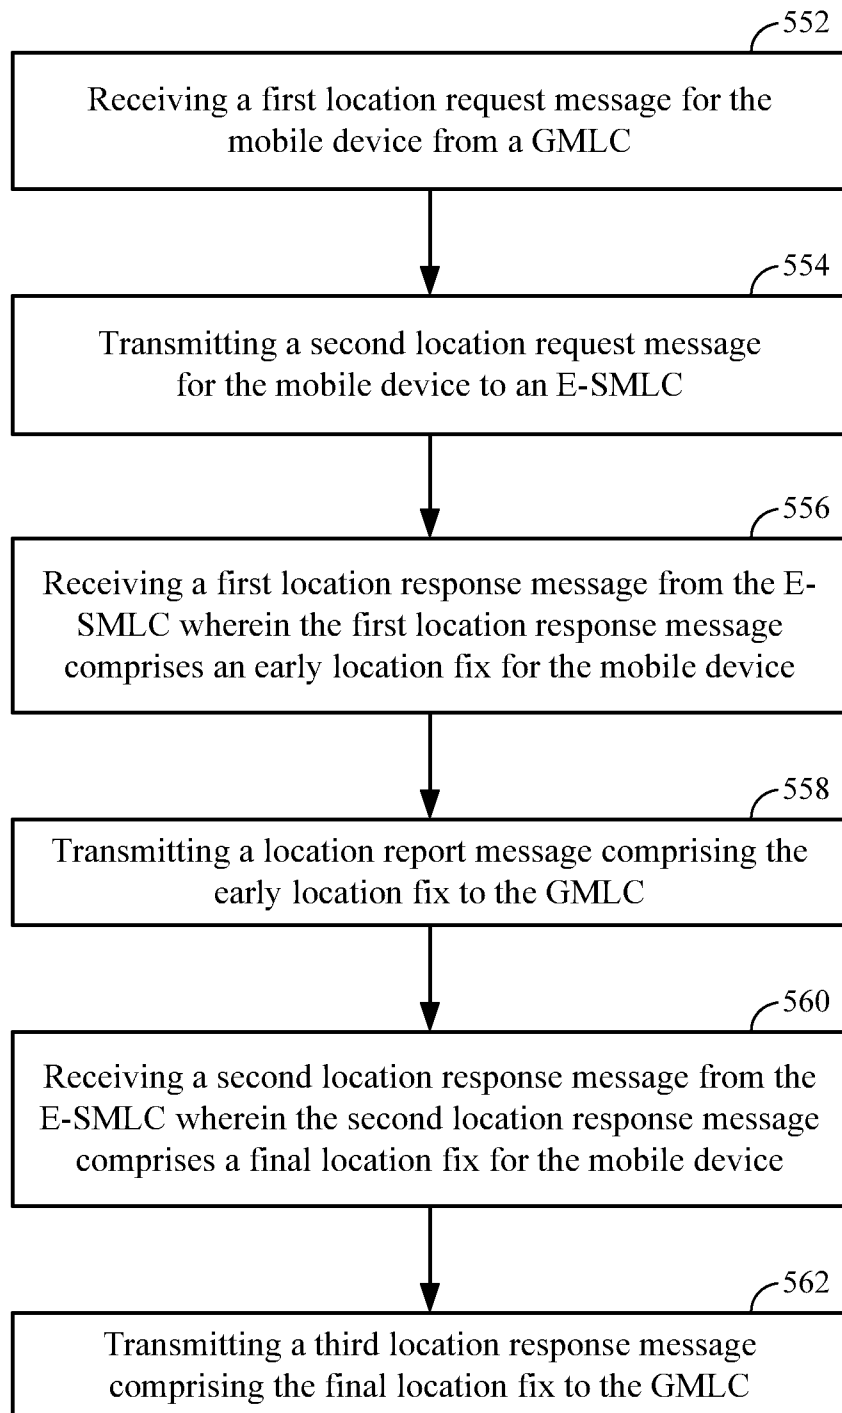 552
Receiving a first location request message for the
mobile device from a GMLC
554
Transmitting a second location request message
for the mobile device to an E-SMLC
556
Receiving a first location response message from the E-
SMLC wherein the first location response message
comprises an early location fix for the mobile device
558
Transmitting a location report message comprising the
early location fix to the GMLC
560
Receiving a second location response message from the
E-SMLC wherein the second location response message
comprises a final location fix for the mobile device
562
Transmitting a third location response message
comprising the final location fix to the GMLC